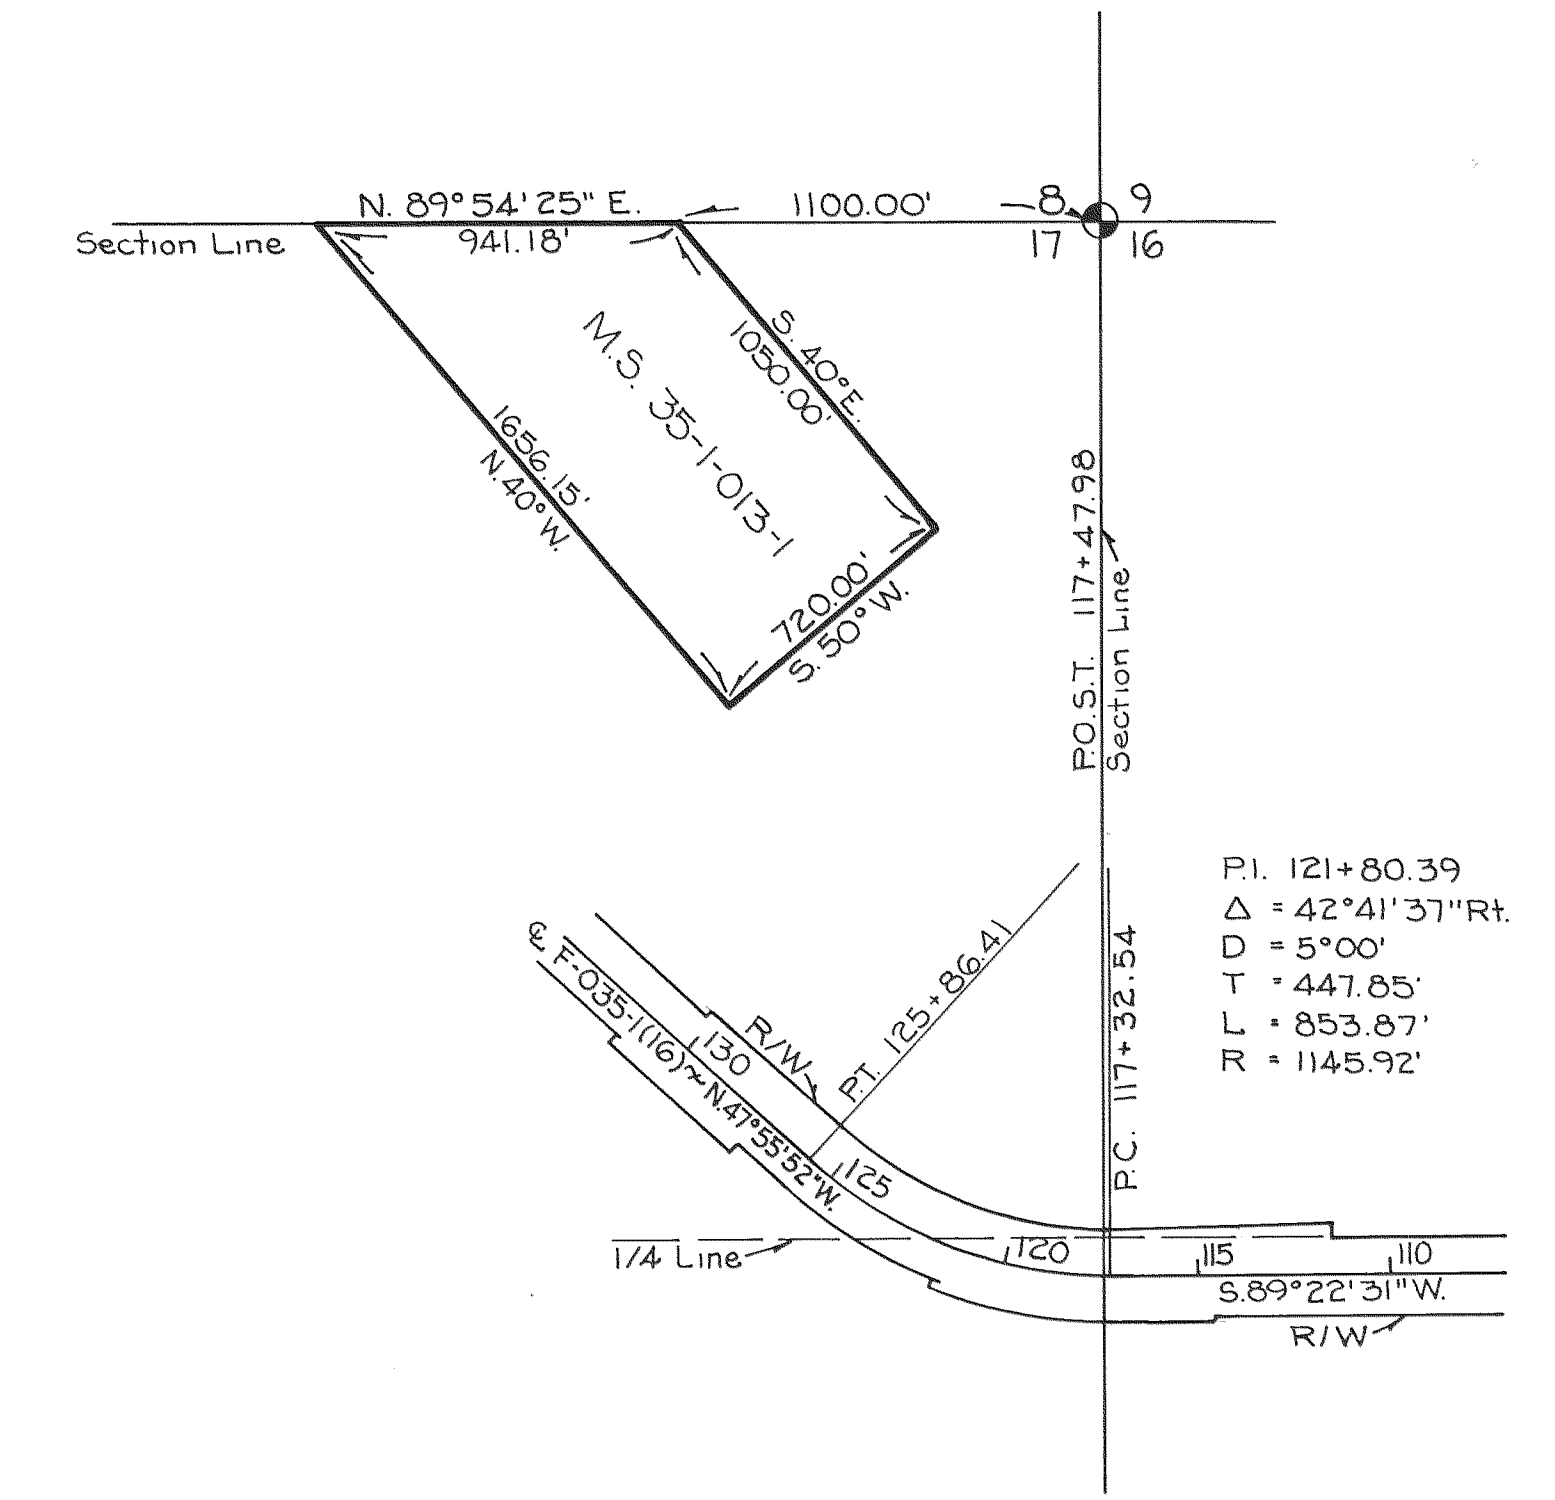 N. 89°54'25" E.
1100.00'
8
9
Section Line
941.18'
17
16
S. 40°E.
1050.00'
M.S. 35-1-013-1
1656.15'
N. 40°W.
720.00'
S. 50°W.
P.O.S.T. 117+47.98
Section Line
P.I. 121+80.39
Δ = 42°41'37"Rt.
D = 5°00'
T = 447.85'
L = 853.87'
R = 1145.92'
℄ F-035-1(16) ~ N.47°55'52"W.
130
R/W
P.T. 125+86.41
P.C. 117+32.54
125
1/4 Line
120
115
110
S.89°22'31"W.
R/W